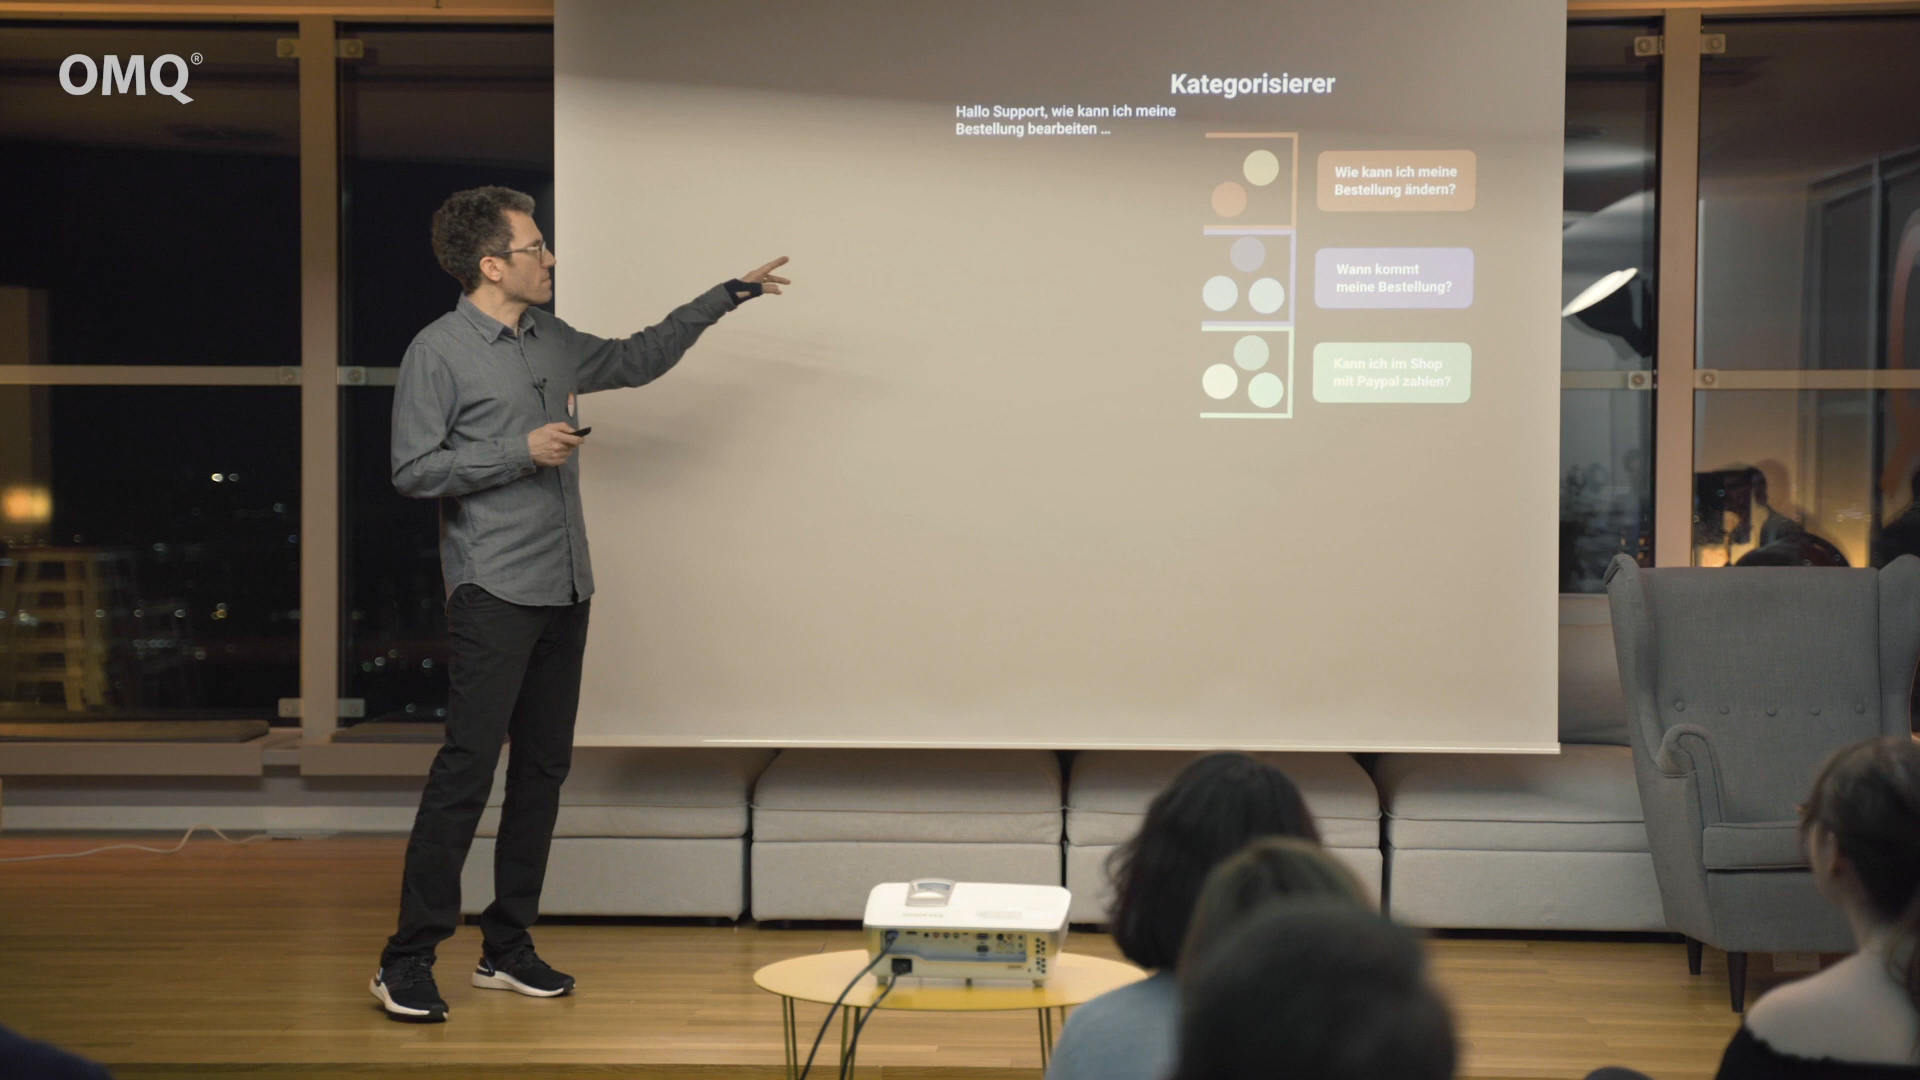 OMQ®
Kategorisierer
Hallo Support, wie kann ich meine
Bestellung bearbeiten ...
Wie kann ich meine
Bestellung ändern?
Wann kommt
meine Bestellung?
Kann ich im Shop
mit Paypal zahlen?